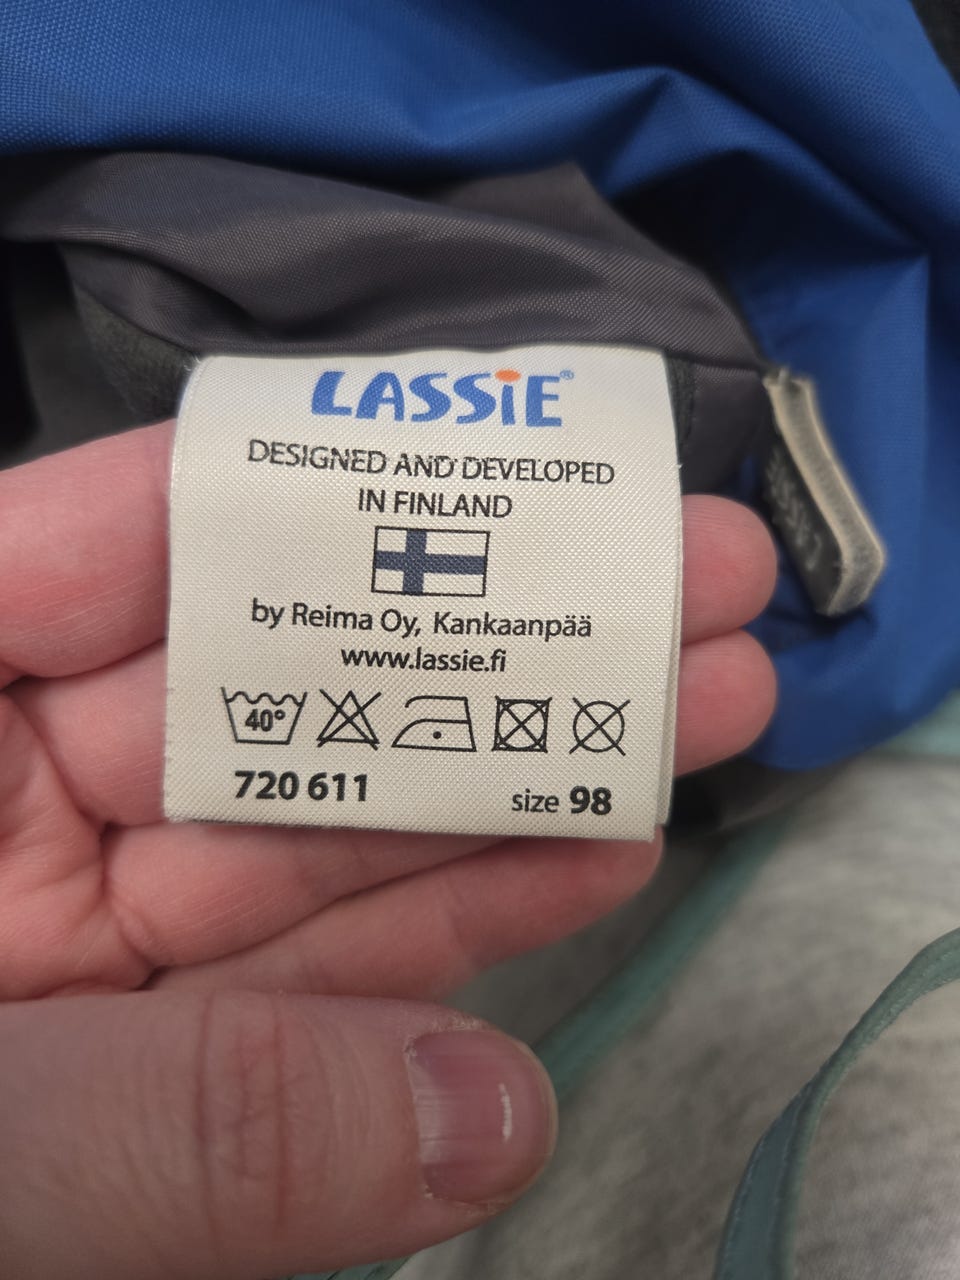 LASSiE®
DESIGNED AND DEVELOPED
IN FINLAND
by Reima Oy, Kankaanpää
www.lassie.fi
40°
720 611
size 98